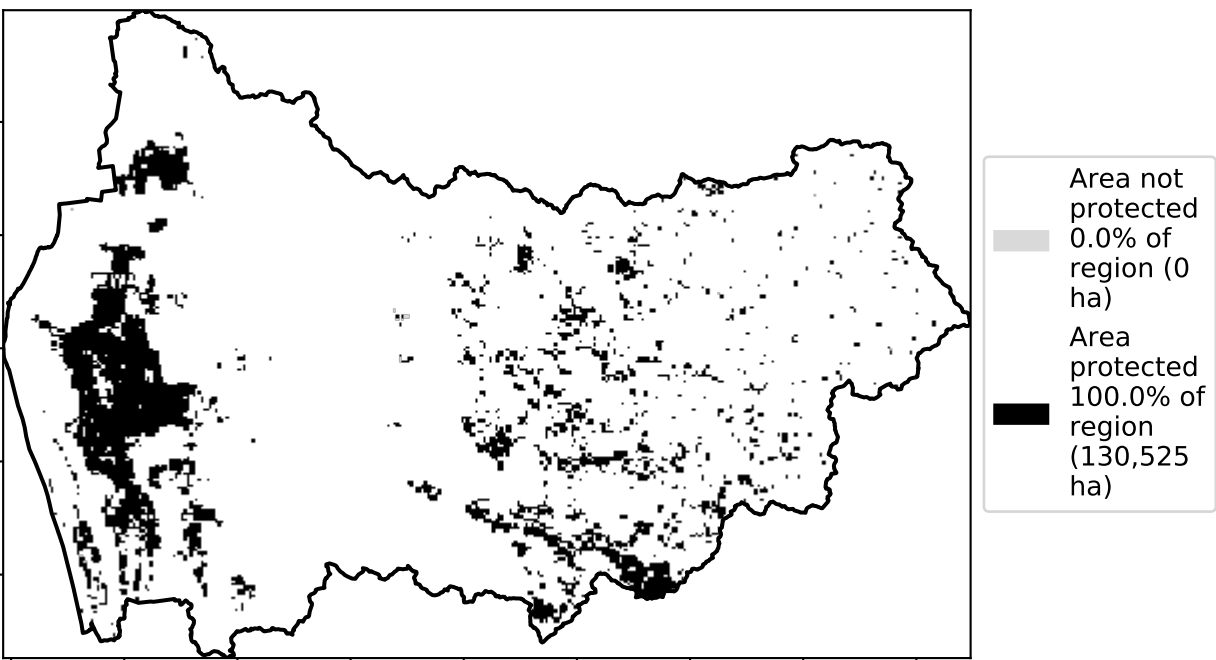 Area not
protected
0.0% of
region (0
ha)
Area
protected
100.0% of
region
(130,525
ha)